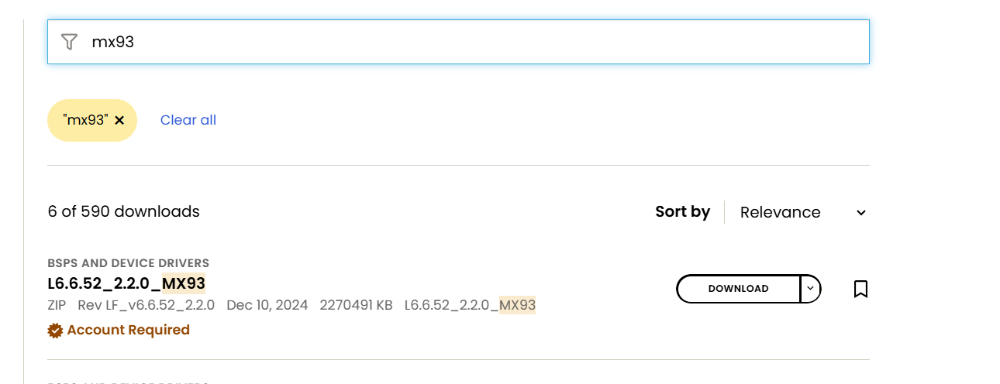 mx93
"mx93" ×
Clear all
6 of 590 downloads
Sort by
Relevance
BSPS AND DEVICE DRIVERS
L6.6.52_2.2.0_MX93
DOWNLOAD
ZIP Rev LF_v6.6.52_2.2.0 Dec 10, 2024 2270491 KB L6.6.52_2.2.0_MX93
Account Required